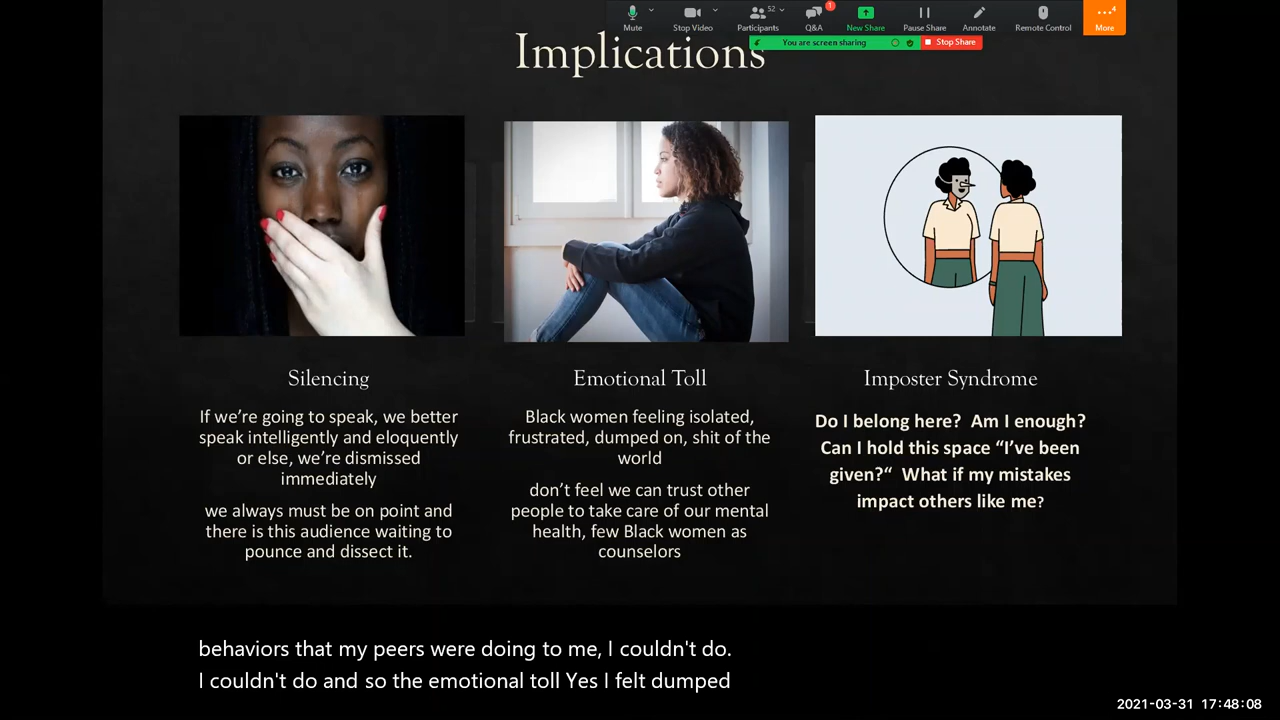 52
1
4
Mute
Stop Video
Participants
Q&A
New Share
Pause Share
Annotate
Remote Control
More
You are screen sharing
Stop Share
Implications
Silencing
If we’re going to speak, we better
speak intelligently and eloquently
or else, we’re dismissed
immediately
we always must be on point and
there is this audience waiting to
pounce and dissect it.
Emotional Toll
Black women feeling isolated,
frustrated, dumped on, shit of the
world
don’t feel we can trust other
people to take care of our mental
health, few Black women as
counselors
Imposter Syndrome
Do I belong here?  Am I enough?
Can I hold this space “I’ve been
given?“  What if my mistakes
impact others like me?
behaviors that my peers were doing to me, I couldn't do.
I couldn't do and so the emotional toll Yes I felt dumped
2021-03-31 17:48:08